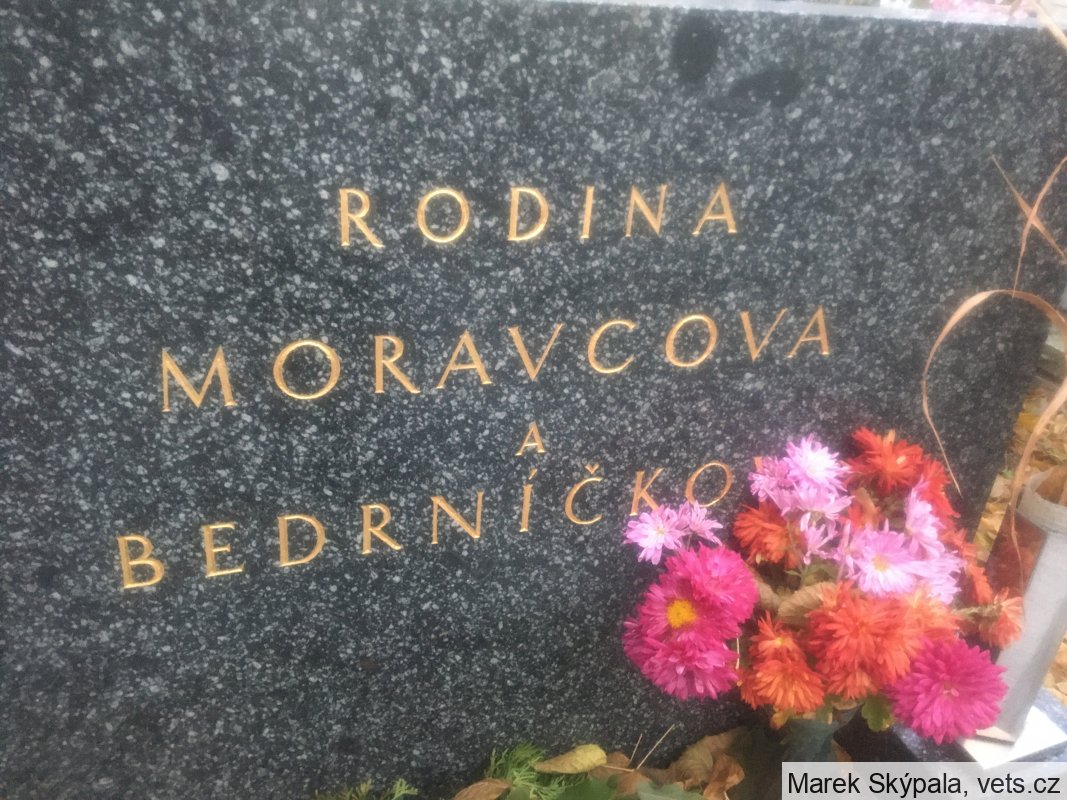 RODINA
MORAVCOVA
A
BEDRNÍČKO
Marek Skýpala, vets.cz